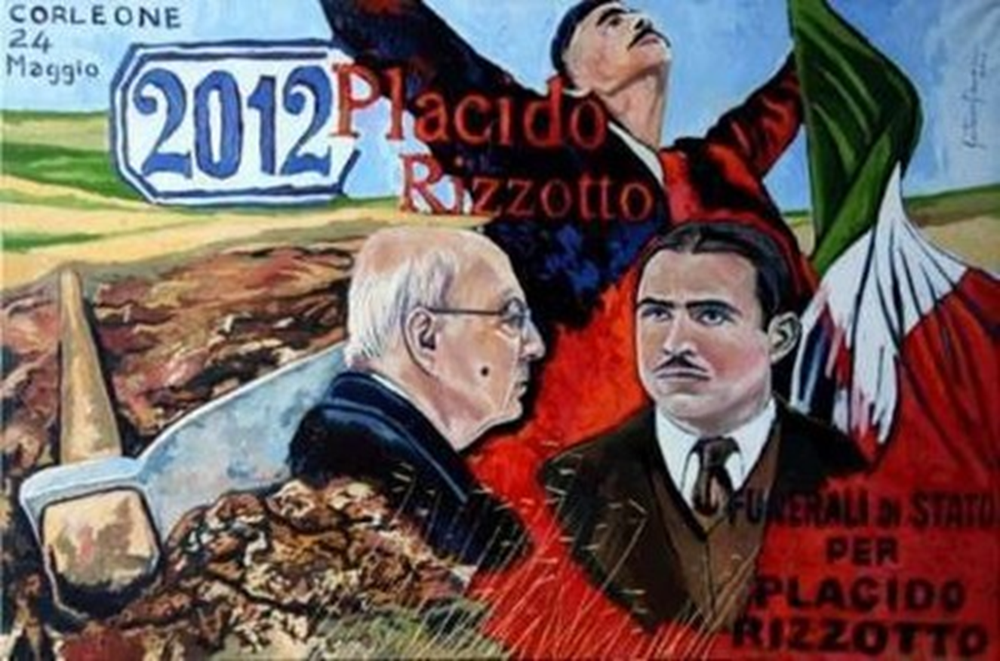 CORLEONE
24
Maggio
2012
Placido
Rizzotto
FUNERALI DI STATO
PER
PLACIDO
RIZZOTTO